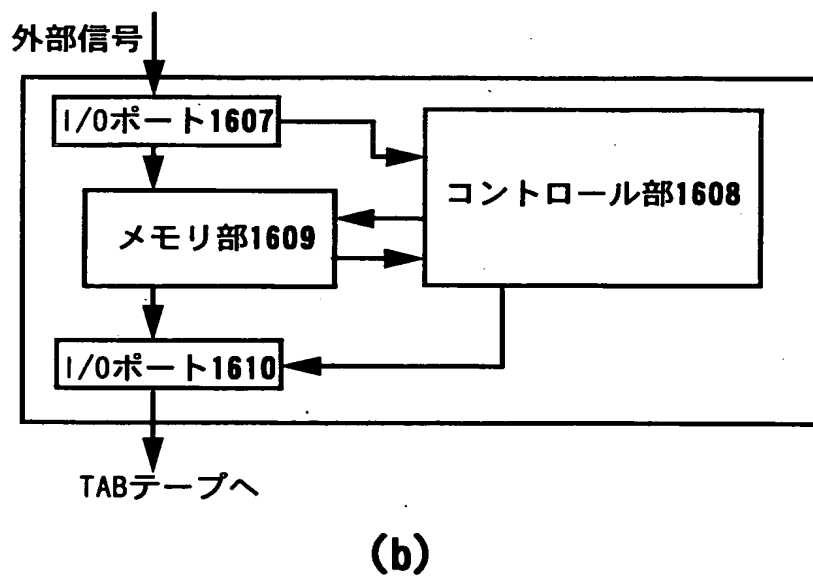 外部信号
I/Oポート1607
コントロール部1608
メモリ部1609
I/Oポート1610
TABテープへ
(b)